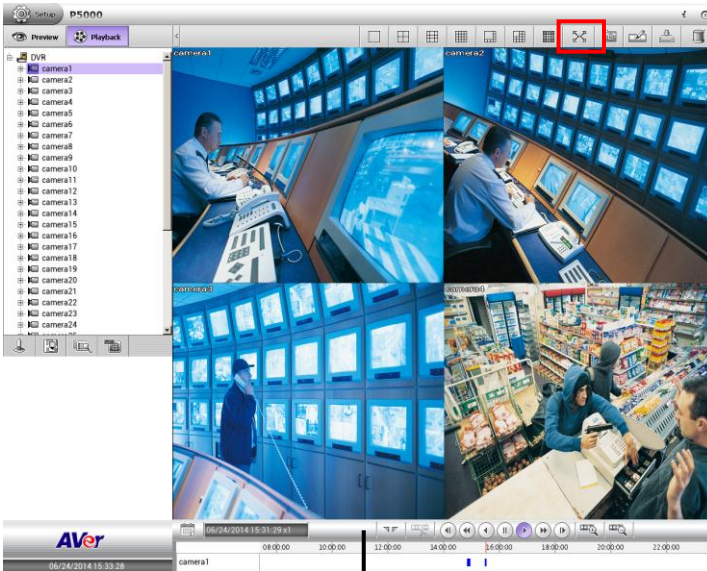 Setup P5000
Preview Playback
DVR
camera1
camera2
camera3
camera4
camera5
camera6
camera7
camera8
camera9
camera10
camera11
camera12
camera13
camera14
camera15
camera16
camera17
camera18
camera19
camera20
camera21
camera22
camera23
camera24
camera1
camera2
camera3
camera4
AVer
06/24/2014 15:33:28
06/24/2014 15:31:29 x1
08:00:00 10:00:00 12:00:00 14:00:00 16:00:00 18:00:00 20:00:00 22:00:00
camera1